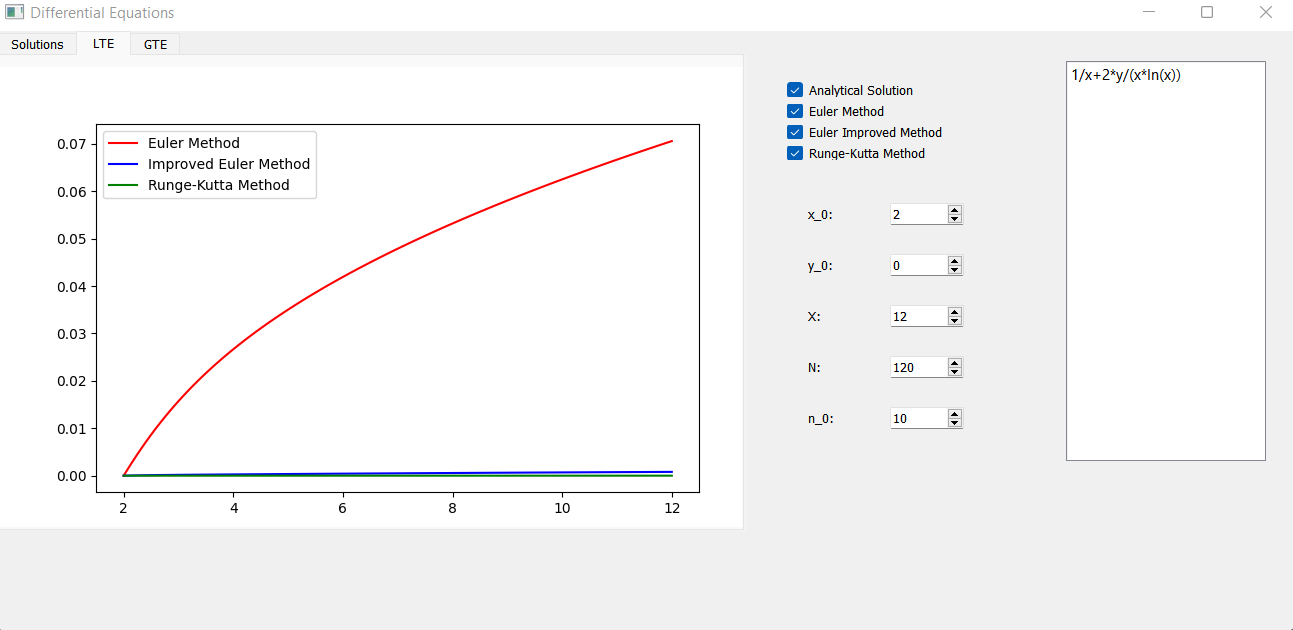 Differential Equations
Solutions LTE GTE
0.07
0.06
0.05
0.04
0.03
0.02
0.01
0.00
2 4 6 8 10 12
Euler Method
Improved Euler Method
Runge-Kutta Method
Analytical Solution
Euler Method
Euler Improved Method
Runge-Kutta Method
x_0: 2
y_0: 0
X: 12
N: 120
n_0: 10
1/x+2*y/(x*ln(x))